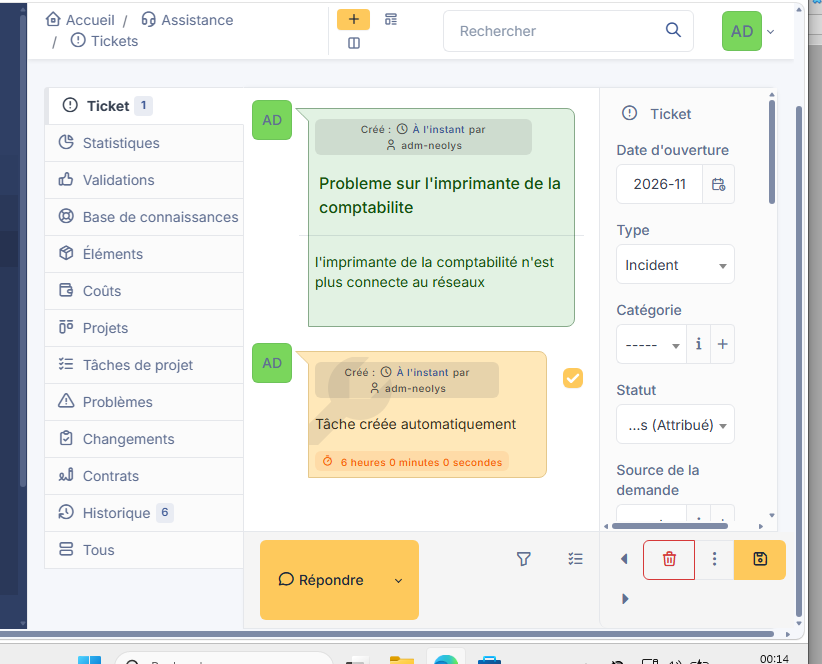 Accueil / Assistance
/ Tickets
Rechercher
AD
Ticket 1
Statistiques
Validations
Base de connaissances
Éléments
Coûts
Projets
Tâches de projet
Problèmes
Changements
Contrats
Historique 6
Tous
AD
Créé : À l'instant par
adm-neolys
Probleme sur l'imprimante de la
comptabilite
l'imprimante de la comptabilité n'est
plus connecte au réseaux
AD
Créé : À l'instant par
adm-neolys
Tâche créée automatiquement
6 heures 0 minutes 0 secondes
Répondre
Ticket
Date d'ouverture
2026-11
Type
Incident
Catégorie
-----
Statut
...s (Attribué)
Source de la
demande
00:14